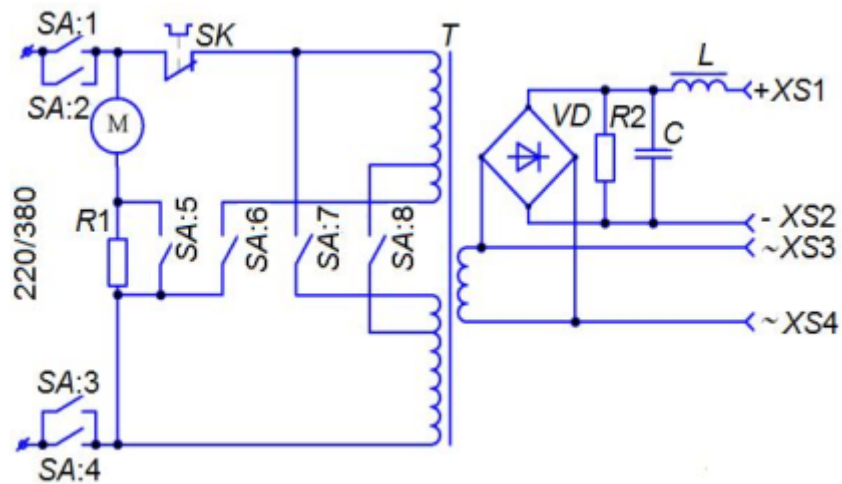 SA:1
SK
T
L
+XS1
SA:2
M
VD
R2
C
R1
SA:5
SA:6
SA:7
SA:8
- XS2
~XS3
220/380
~XS4
SA:3
SA:4